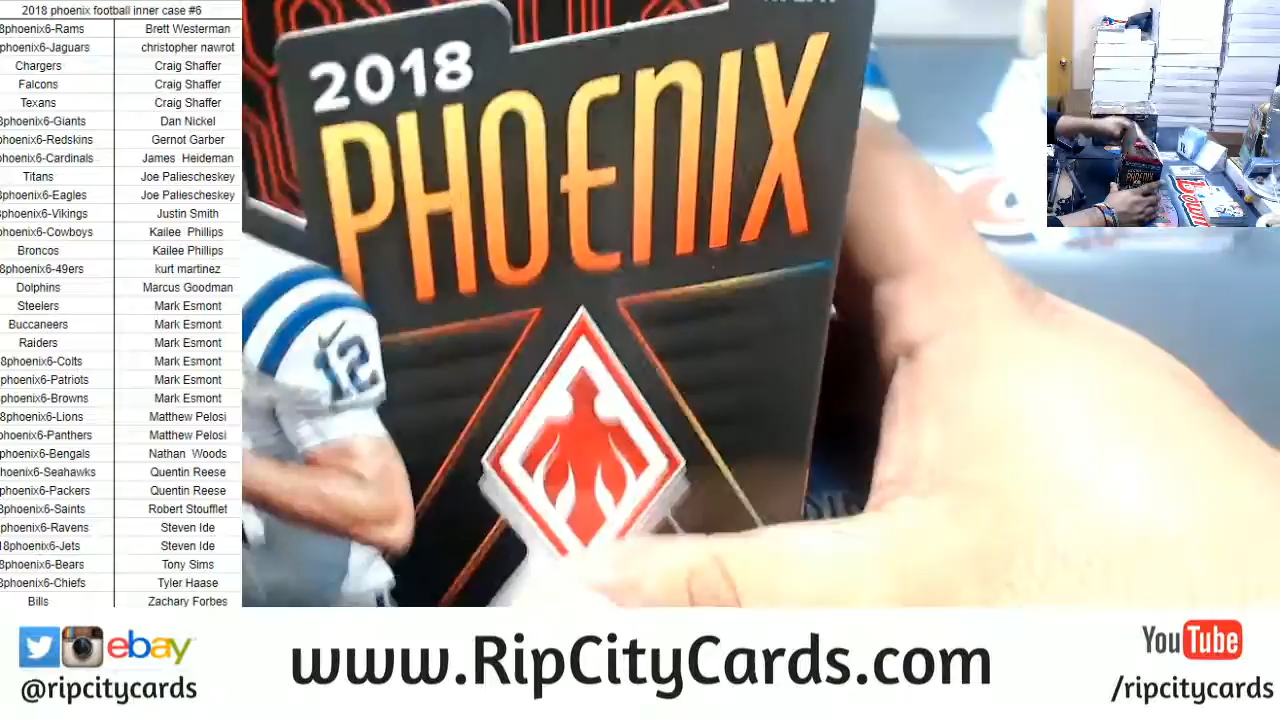 2018 phoenix football inner case #6
8phoenix6-Rams Brett Westerman
phoenix6-Jaguars christopher nawrot
Chargers Craig Shaffer
Falcons Craig Shaffer
Texans Craig Shaffer
8phoenix6-Giants Dan Nickel
phoenix6-Redskins Gernot Garber
phoenix6-Cardinals James Heideman
Titans Joe Paliescheskey
8phoenix6-Eagles Joe Paliescheskey
8phoenix6-Vikings Justin Smith
phoenix6-Cowboys Kailee Phillips
Broncos Kailee Phillips
8phoenix6-49ers kurt martinez
Dolphins Marcus Goodman
Steelers Mark Esmont
Buccaneers Mark Esmont
Raiders Mark Esmont
8phoenix6-Colts Mark Esmont
phoenix6-Patriots Mark Esmont
phoenix6-Browns Mark Esmont
8phoenix6-Lions Matthew Pelosi
phoenix6-Panthers Matthew Pelosi
phoenix6-Bengals Nathan Woods
hoenix6-Seahawks Quentin Reese
phoenix6-Packers Quentin Reese
8phoenix6-Saints Robert Stoufflet
phoenix6-Ravens Steven Ide
18phoenix6-Jets Steven Ide
8phoenix6-Bears Tony Sims
8phoenix6-Chiefs Tyler Haase
Bills Zachary Forbes
2018
PHOENIX
12
PHOENIX
ebay
@ripcitycards
www.RipCityCards.com
YouTube
/ripcitycards